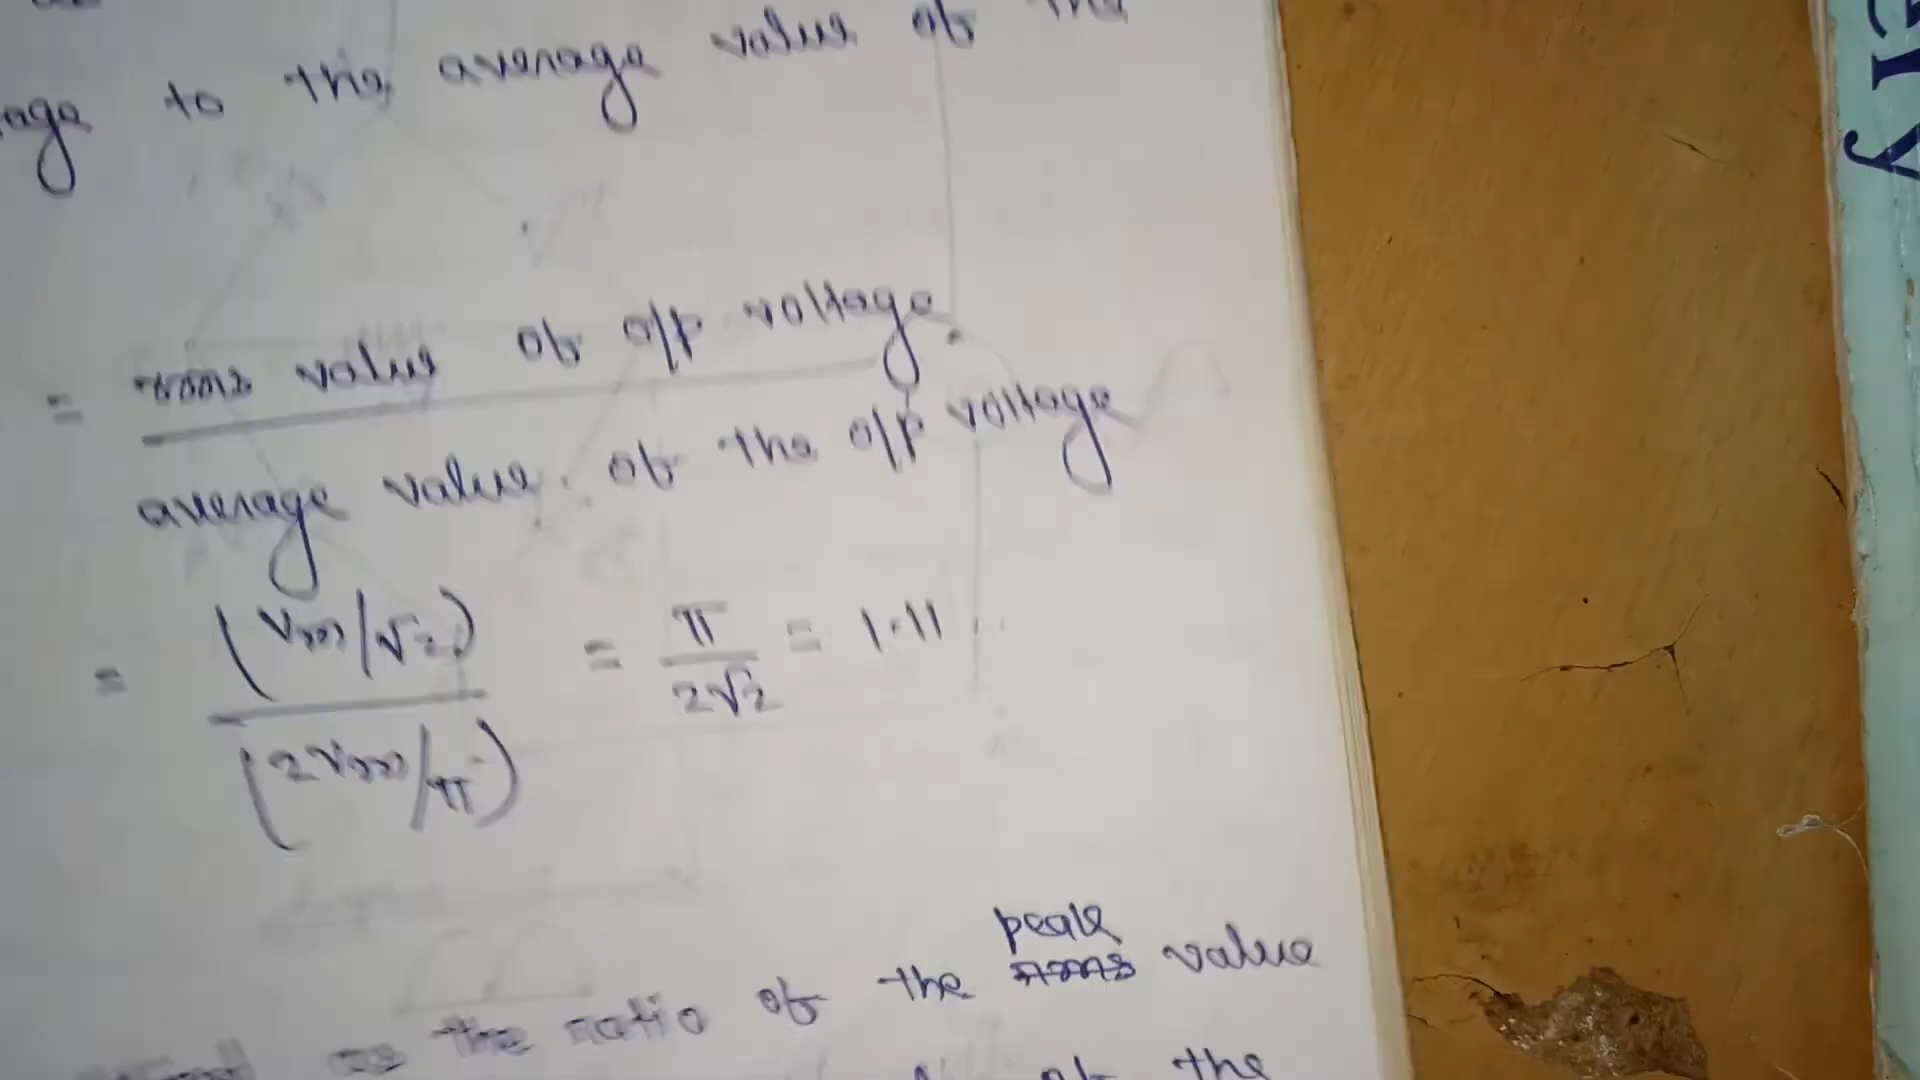 to the average value of the
= rms value of o/p voltage.
average value. of the o/p voltage
= (Vm/√2) / (2Vm/π) = π / 2√2 = 1.11
peak
as the ratio of the rms value
of the